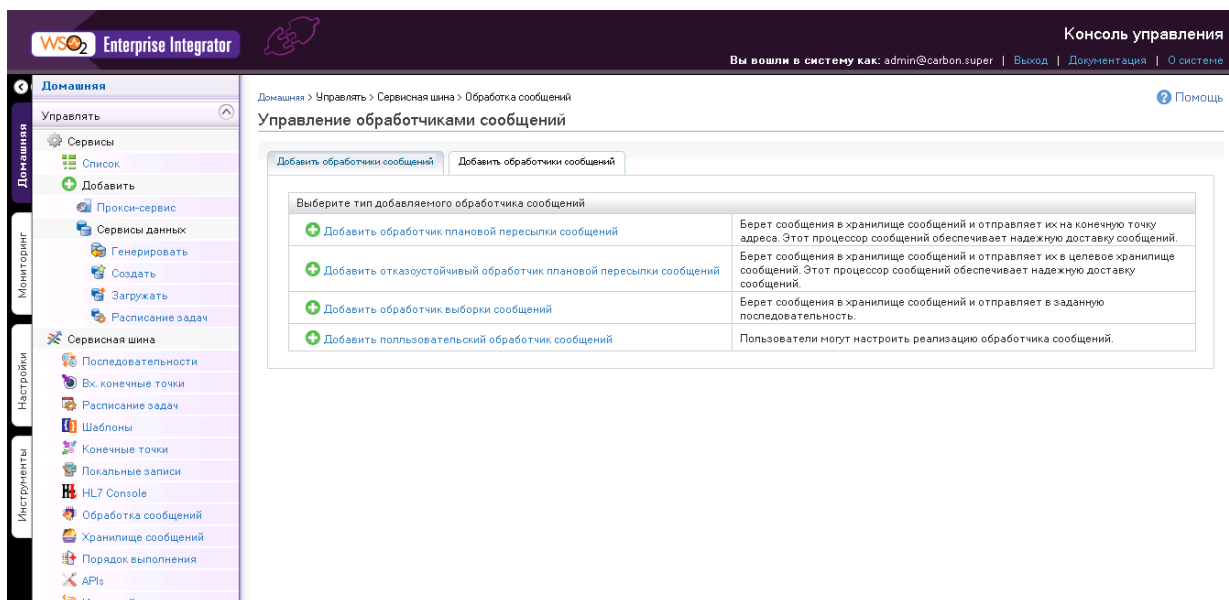 WSO2 Enterprise Integrator
Консоль управления
Вы вошли в систему как: admin@carbon.super | Выход | Документация | О системе
Домашняя
Мониторинг
Настройки
Инструменты
Домашняя
Управлять
Сервисы
Список
Добавить
Прокси-сервис
Сервисы данных
Генерировать
Создать
Загружать
Расписание задач
Сервисная шина
Последовательности
Вх. конечные точки
Расписание задач
Шаблоны
Конечные точки
Локальные записи
HL7 Console
Обработка сообщений
Хранилище сообщений
Порядок выполнения
APIs
Домашняя > Управлять > Сервисная шина > Обработка сообщений
Помощь
Управление обработчиками сообщений
Добавить обработчики сообщений
Добавить обработчики сообщений
Выберите тип добавляемого обработчика сообщений
Добавить обработчик плановой пересылки сообщений
Берет сообщения в хранилище сообщений и отправляет их на конечную точку
адреса. Этот процессор сообщений обеспечивает надежную доставку сообщений.
Добавить отказоустойчивый обработчик плановой пересылки сообщений
Берет сообщения в хранилище сообщений и отправляет их в целевое хранилище
сообщений. Этот процессор сообщений обеспечивает надежную доставку
сообщений.
Добавить обработчик выборки сообщений
Берет сообщения в хранилище сообщений и отправляет в заданную
последовательность.
Добавить полльзовательский обработчик сообщений
Пользователи могут настроить реализацию обработчика сообщений.